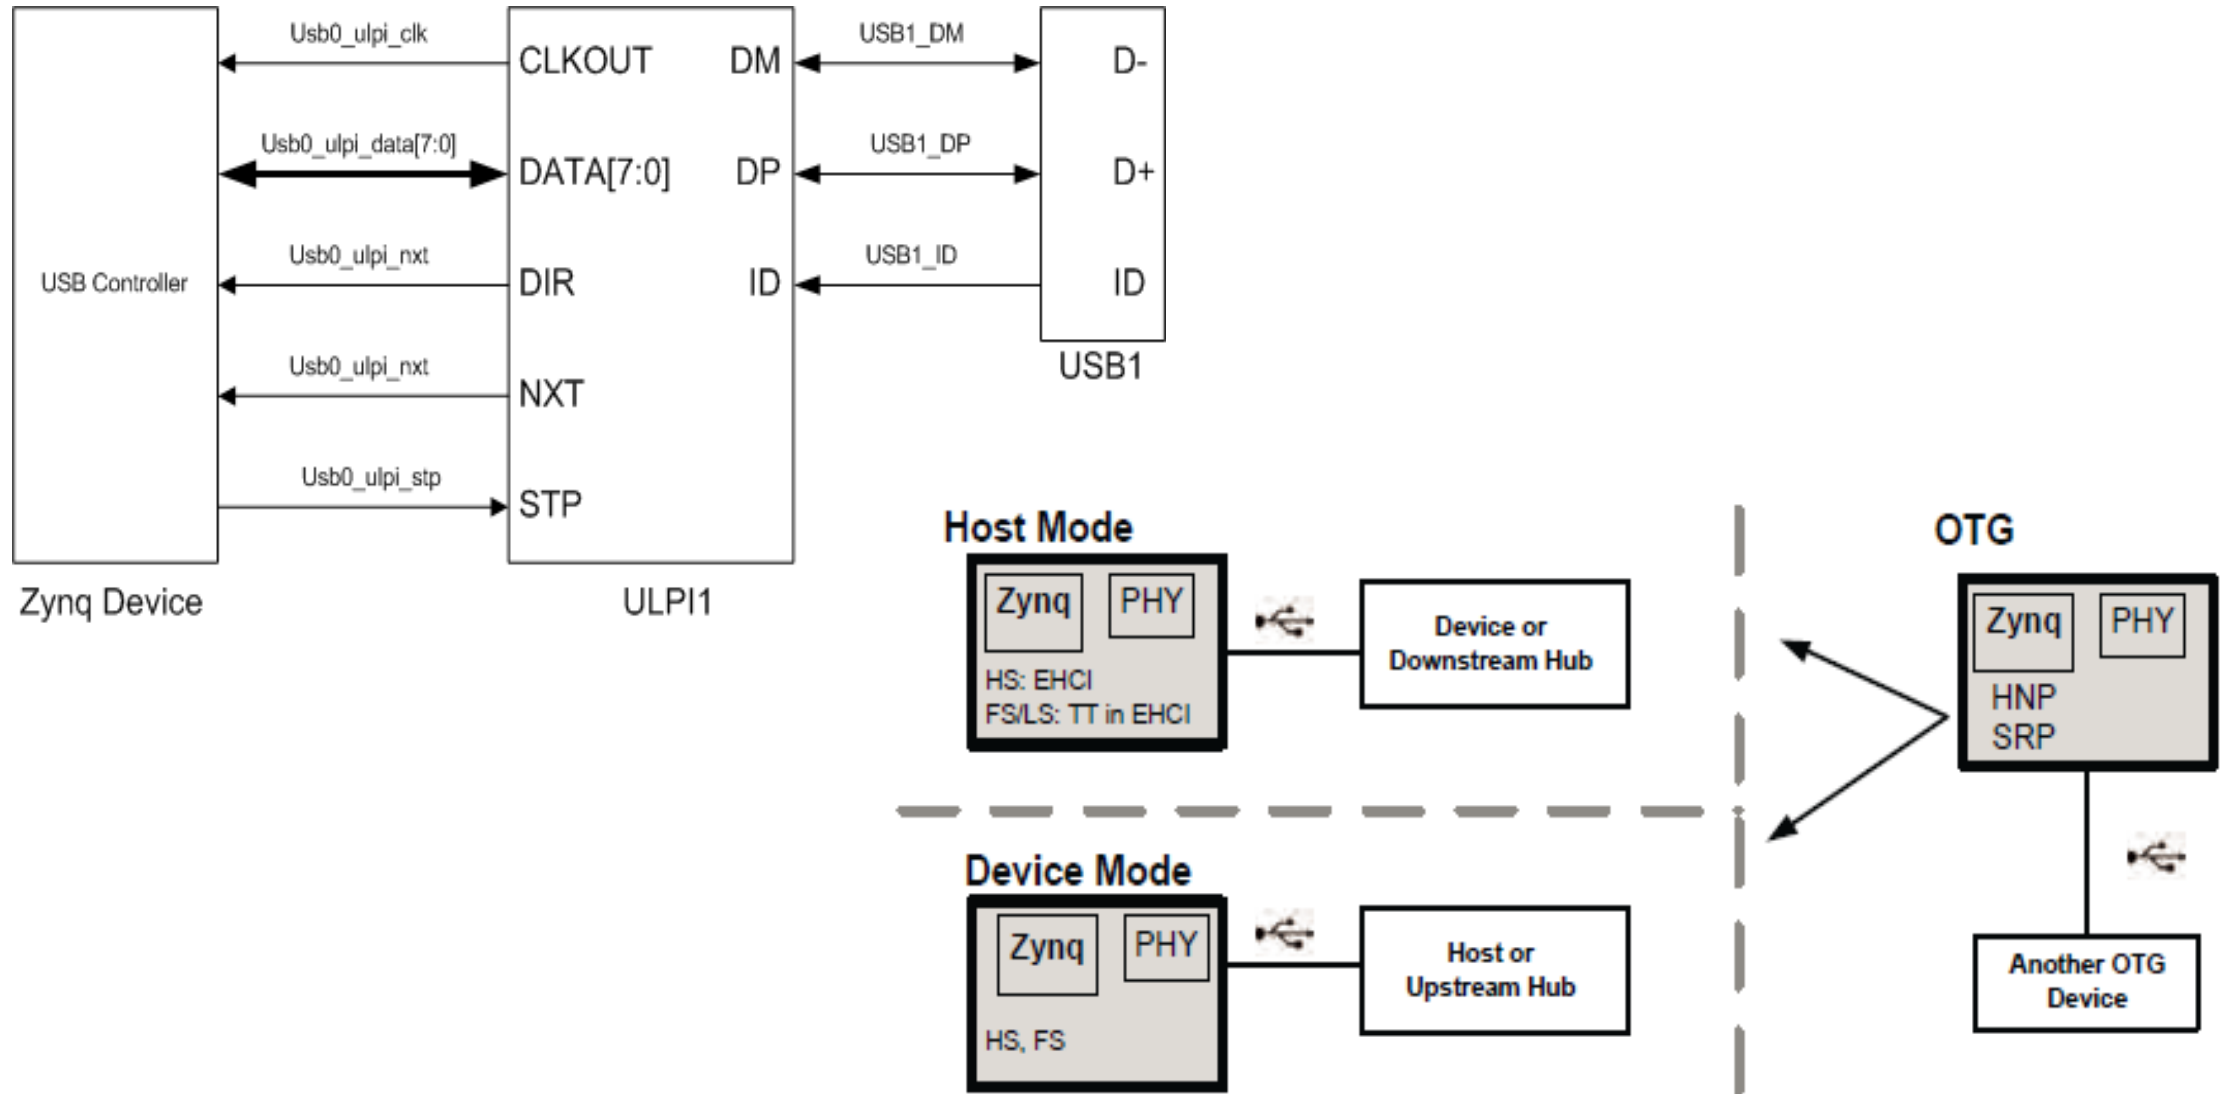 Usb0_ulpi_clk
CLKOUT
DM
USB1_DM
D-
Usb0_ulpi_data[7:0]
DATA[7:0]
DP
USB1_DP
D+
USB Controller
Usb0_ulpi_nxt
DIR
ID
USB1_ID
ID
USB1
Usb0_ulpi_nxt
NXT
Usb0_ulpi_stp
STP
Zynq Device
ULPI1
Host Mode
Zynq
PHY
HS: EHCI
FS/LS: TT in EHCI
Device or
Downstream Hub
Device Mode
Zynq
PHY
HS, FS
Host or
Upstream Hub
OTG
Zynq
PHY
HNP
SRP
Another OTG
Device